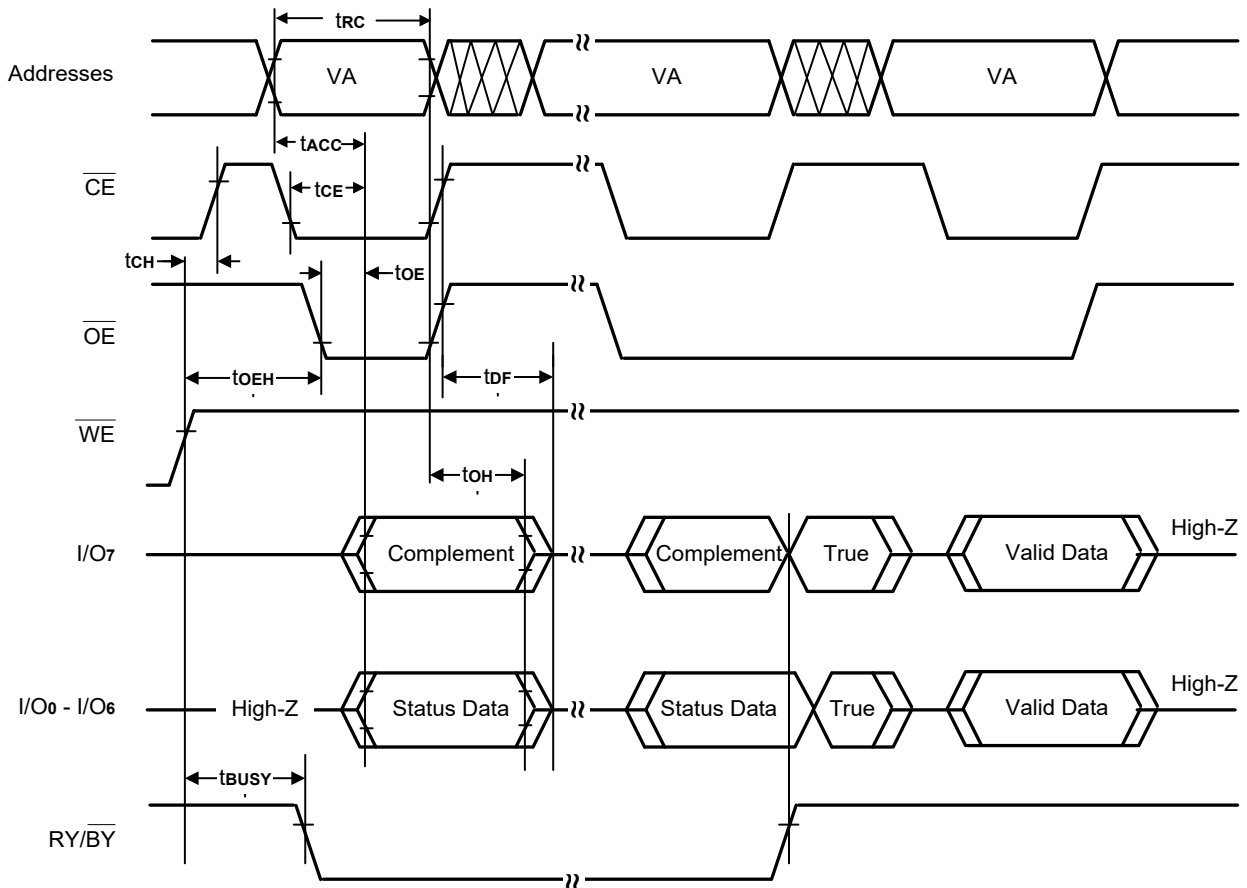 tRC
Addresses VA VA VA
tACC
CE tCE
tCH tOE
OE
tOEH tDF
WE
tOH
I/O7 Complement Complement True Valid Data High-Z
I/O0 - I/O6 High-Z Status Data Status Data True Valid Data High-Z
tBUSY
RY/BY